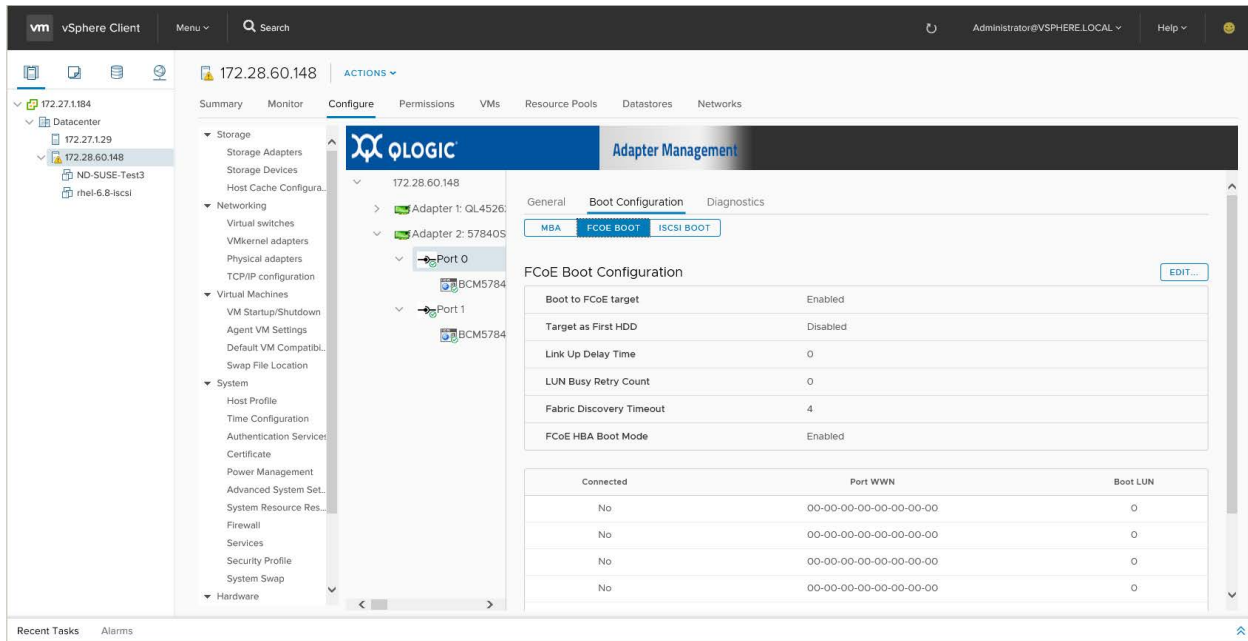 vm vSphere Client Menu Search Administrator@VSPHERE.LOCAL Help
172.27.1.184
Datacenter
172.27.1.29
172.28.60.148
ND-SUSE-Test3
rhel-6.8-iscsi
172.28.60.148 ACTIONS
Summary Monitor Configure Permissions VMs Resource Pools Datastores Networks
Storage
Storage Adapters
Storage Devices
Host Cache Configura..
Networking
Virtual switches
VMkernel adapters
Physical adapters
TCP/IP configuration
Virtual Machines
VM Startup/Shutdown
Agent VM Settings
Default VM Compatibi..
Swap File Location
System
Host Profile
Time Configuration
Authentication Services
Certificate
Power Management
Advanced System Set..
System Resource Res..
Firewall
Services
Security Profile
System Swap
Hardware
QLOGIC Adapter Management
172.28.60.148
Adapter 1: QL4526
Adapter 2: 57840S
Port 0
BCM5784
Port 1
BCM5784
General Boot Configuration Diagnostics
MBA FCOE BOOT ISCSI BOOT
FCoE Boot Configuration EDIT...
Boot to FCoE target Enabled
Target as First HDD Disabled
Link Up Delay Time 0
LUN Busy Retry Count 0
Fabric Discovery Timeout 4
FCoE HBA Boot Mode Enabled
Connected Port WWN Boot LUN
No 00-00-00-00-00-00-00-00 0
No 00-00-00-00-00-00-00-00 0
No 00-00-00-00-00-00-00-00 0
No 00-00-00-00-00-00-00-00 0
Recent Tasks Alarms